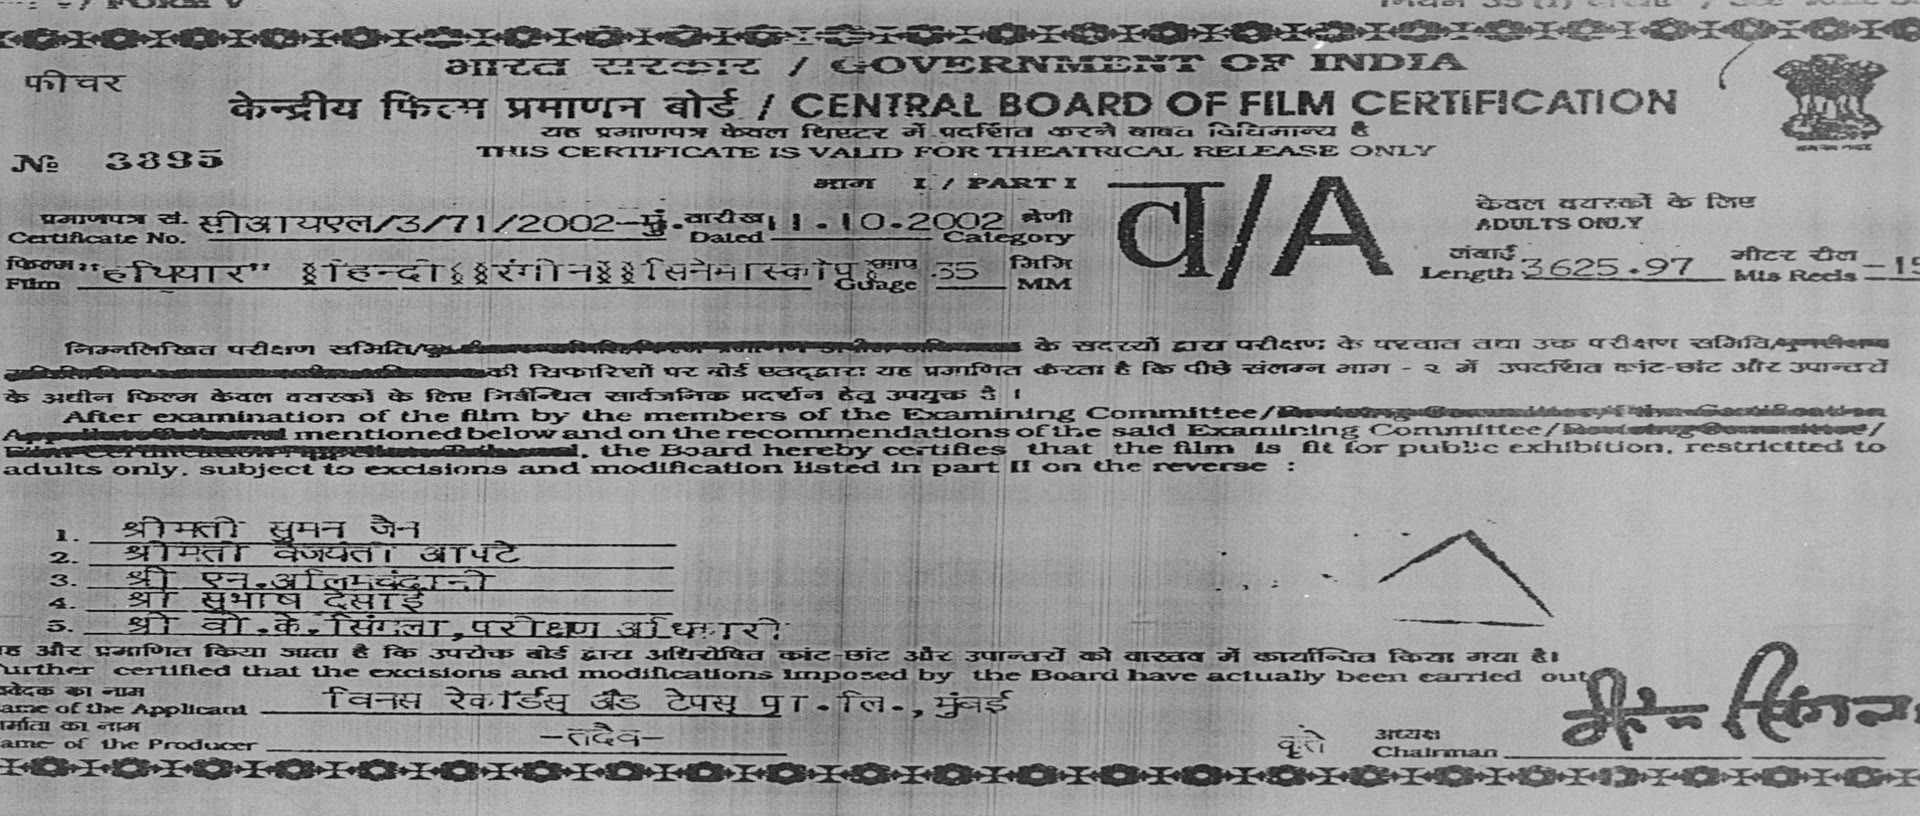 FORM V
फीचर
भारत सरकार / GOVERNMENT OF INDIA
केन्द्रीय फिल्म प्रमाणन बोर्ड / CENTRAL BOARD OF FILM CERTIFICATION
यह प्रमाणपत्र केवल थिएटर में प्रदर्शित करने बाबत विधिमान्य है
THIS CERTIFICATE IS VALID FOR THEATRICAL RELEASE ONLY
№ 3895
भाग I / PART I
व/A
केवल वयस्कों के लिए
ADULTS ONLY
प्रमाणपत्र सं. सीआयएल/3/71/2002-मुं. तारीख 11.10.2002 श्रेणी
Certificate No. Dated Category
फिल्म "हथियार" हिन्दी रंगीन सिनेमास्कोप माप 35 मिमि
Film Guage MM
लंबाई 3625.97 मीटर रील
Length Mts Reels
निम्नलिखित परीक्षण समिति/ के सदस्यों द्वारा परीक्षण के पश्चात तथा उक्त परीक्षण समिति/
की सिफारिशों पर बोर्ड एतद्द्वारा यह प्रमाणित करता है कि पीछे संलग्न भाग - २ में उपदर्शित कांट-छांट और उपान्तरों
के अधीन फिल्म केवल वयस्कों के लिए निर्बन्धित सार्वजनिक प्रदर्शन हेतु उपयुक्त है ।
After examination of the film by the members of the Examining Committee/
mentioned below and on the recommendations of the said Examining Committee/
, the Board hereby certifies that the film is fit for public exhibition, restrictted to
adults only, subject to excisions and modification listed in part II on the reverse :
1. श्रीमती सुमन जैन
2. श्रीमती वैजयंती आपटे
3. श्री एन.अलिमचंदानी
4. श्री सुभाष देसाई
5. श्री वी.के.सिंगला,परीक्षण अधिकारी
और प्रमाणित किया जाता है कि उपरोक्त बोर्ड द्वारा अधिरोपित कांट-छांट और उपान्तरों को वास्तव में कार्यान्वित किया गया है।
further certified that the excisions and modifications imposed by the Board have actually been carried out
का नाम
of the Applicant विनस रेकॉर्डस् अँड टेपस् प्रा.लि.,मुंबई
का नाम
of the Producer -तदैव-
कृते अध्यक्ष
Chairman